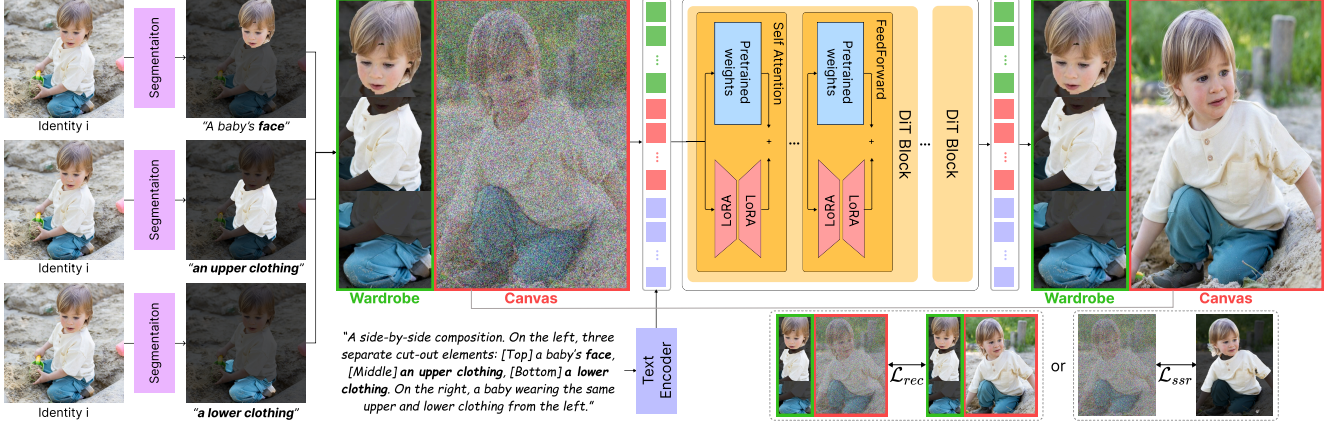 Segmentaiton
Identity i
"A baby's face"
Segmentaiton
Identity i
"an upper clothing"
Segmentaiton
Identity i
"a lower clothing"
Wardrobe
Canvas
"A side-by-side composition. On the left, three
separate cut-out elements: [Top] a baby's face,
[Middle] an upper clothing, [Bottom] a lower
clothing. On the right, a baby wearing the same
upper and lower clothing from the left."
Text
Encoder
...
...
...
Self Attention
Pretrained
weights
+
LoRA
LoRA
...
FeedForward
Pretrained
weights
+
LoRA
LoRA
DiT Block
...
DiT Block
...
...
...
Wardrobe
Canvas
L_rec
or
L_ssr